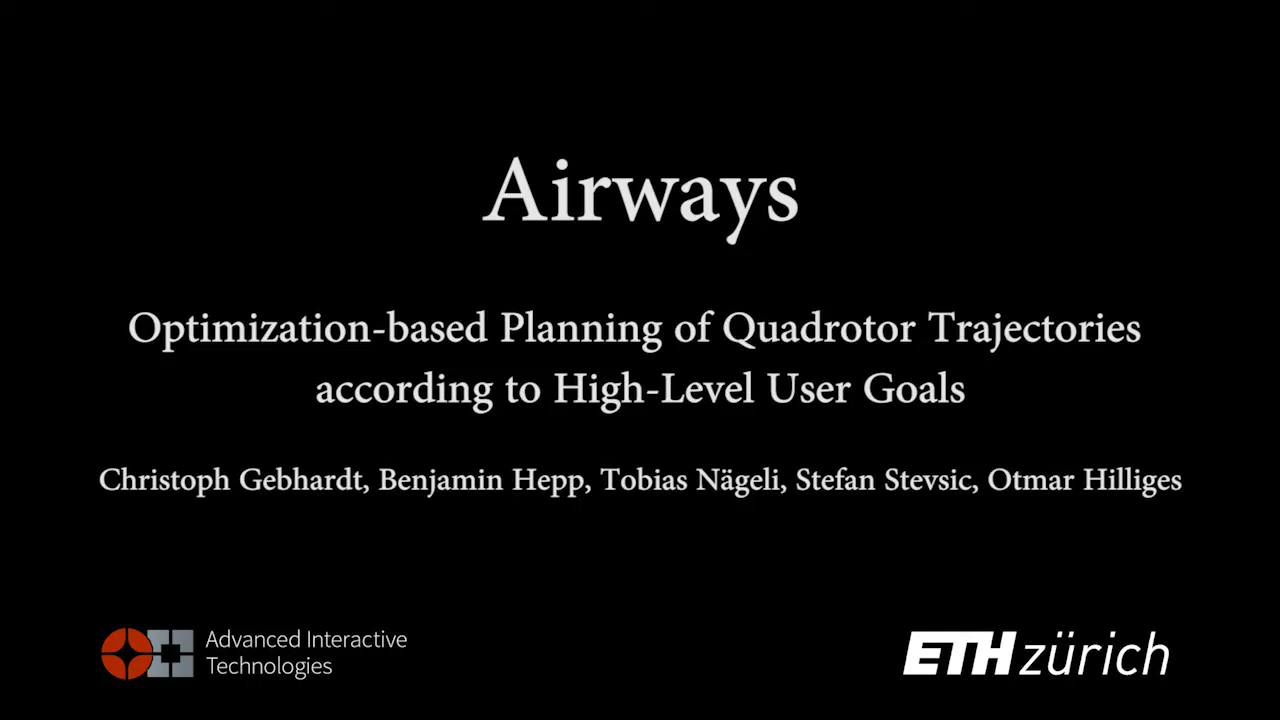 Airways
Optimization-based Planning of Quadrotor Trajectories
according to High-Level User Goals
Christoph Gebhardt, Benjamin Hepp, Tobias Nägeli, Stefan Stevsic, Otmar Hilliges
Advanced Interactive
Technologies
ETH zürich